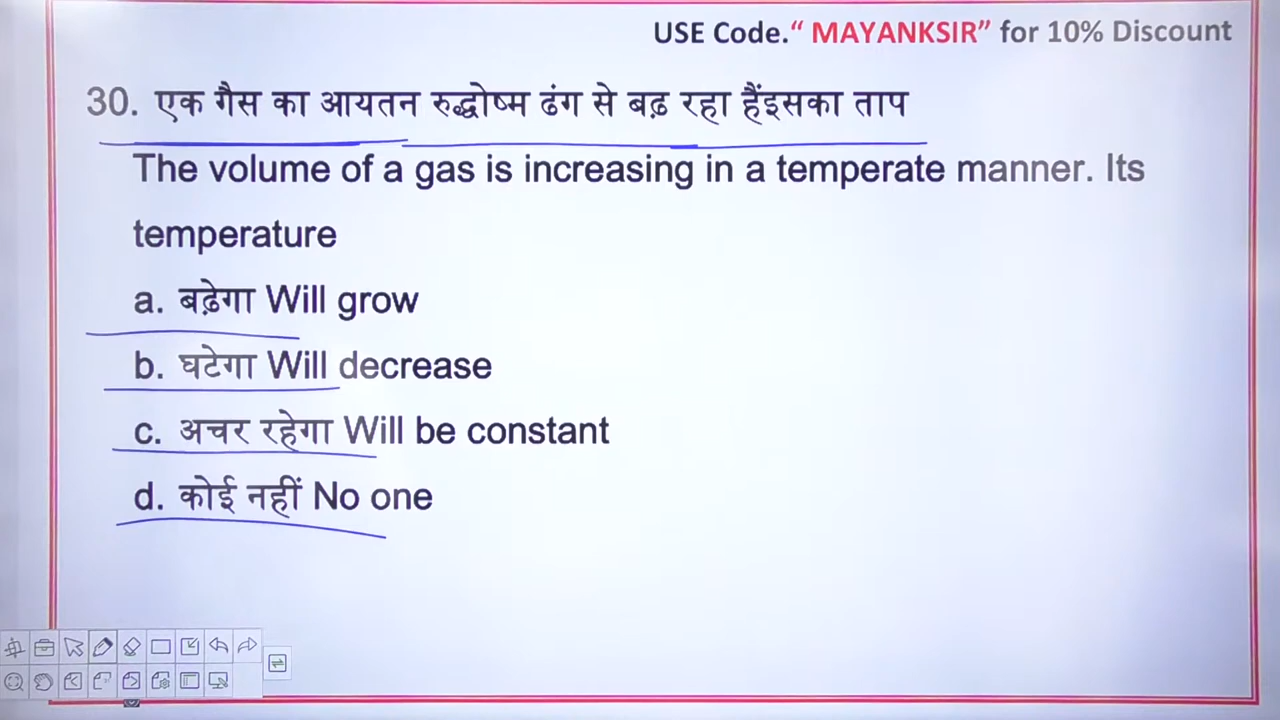 USE Code.“ MAYANKSIR” for 10% Discount
30. एक गैस का आयतन रुद्धोष्म ढंग से बढ़ रहा हैंइसका ताप
The volume of a gas is increasing in a temperate manner. Its
temperature
a. बढ़ेगा Will grow
b. घटेगा Will decrease
c. अचर रहेगा Will be constant
d. कोई नहीं No one